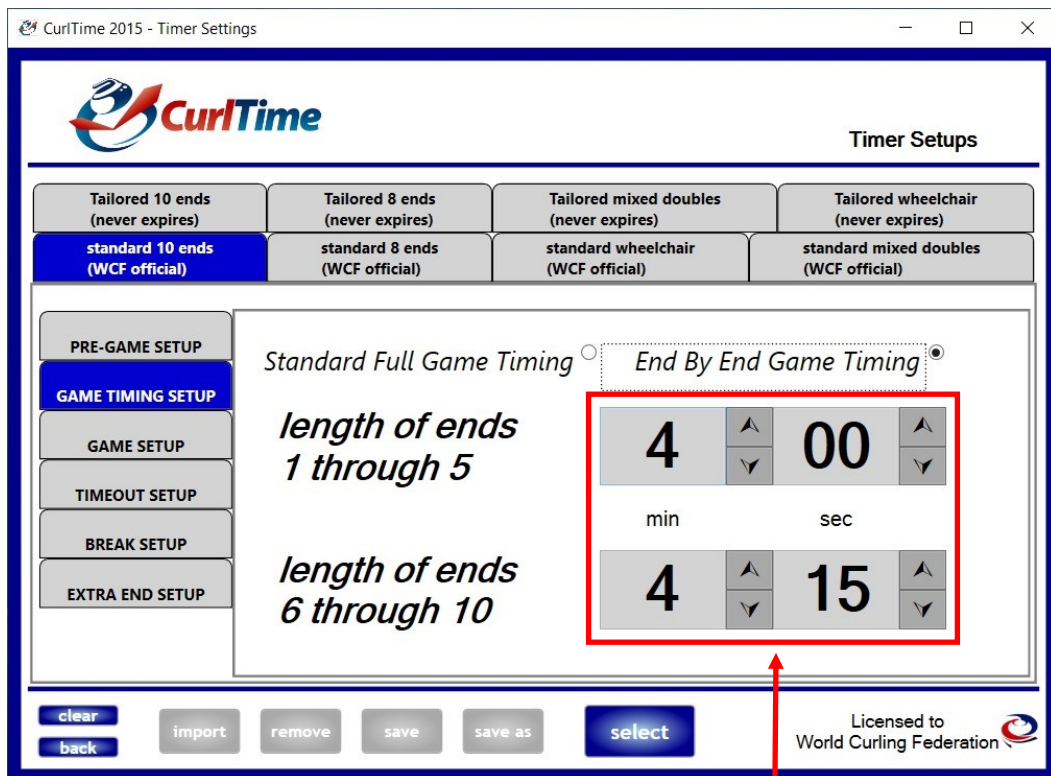 CurlTime 2015 - Timer Settings
CurlTime
Timer Setups
Tailored 10 ends
(never expires)
Tailored 8 ends
(never expires)
Tailored mixed doubles
(never expires)
Tailored wheelchair
(never expires)
standard 10 ends
(WCF official)
standard 8 ends
(WCF official)
standard wheelchair
(WCF official)
standard mixed doubles
(WCF official)
PRE-GAME SETUP
GAME TIMING SETUP
GAME SETUP
TIMEOUT SETUP
BREAK SETUP
EXTRA END SETUP
Standard Full Game Timing
End By End Game Timing
length of ends
1 through 5
4 00
min sec
length of ends
6 through 10
4 15
clear
back
import
remove
save
save as
select
Licensed to
World Curling Federation